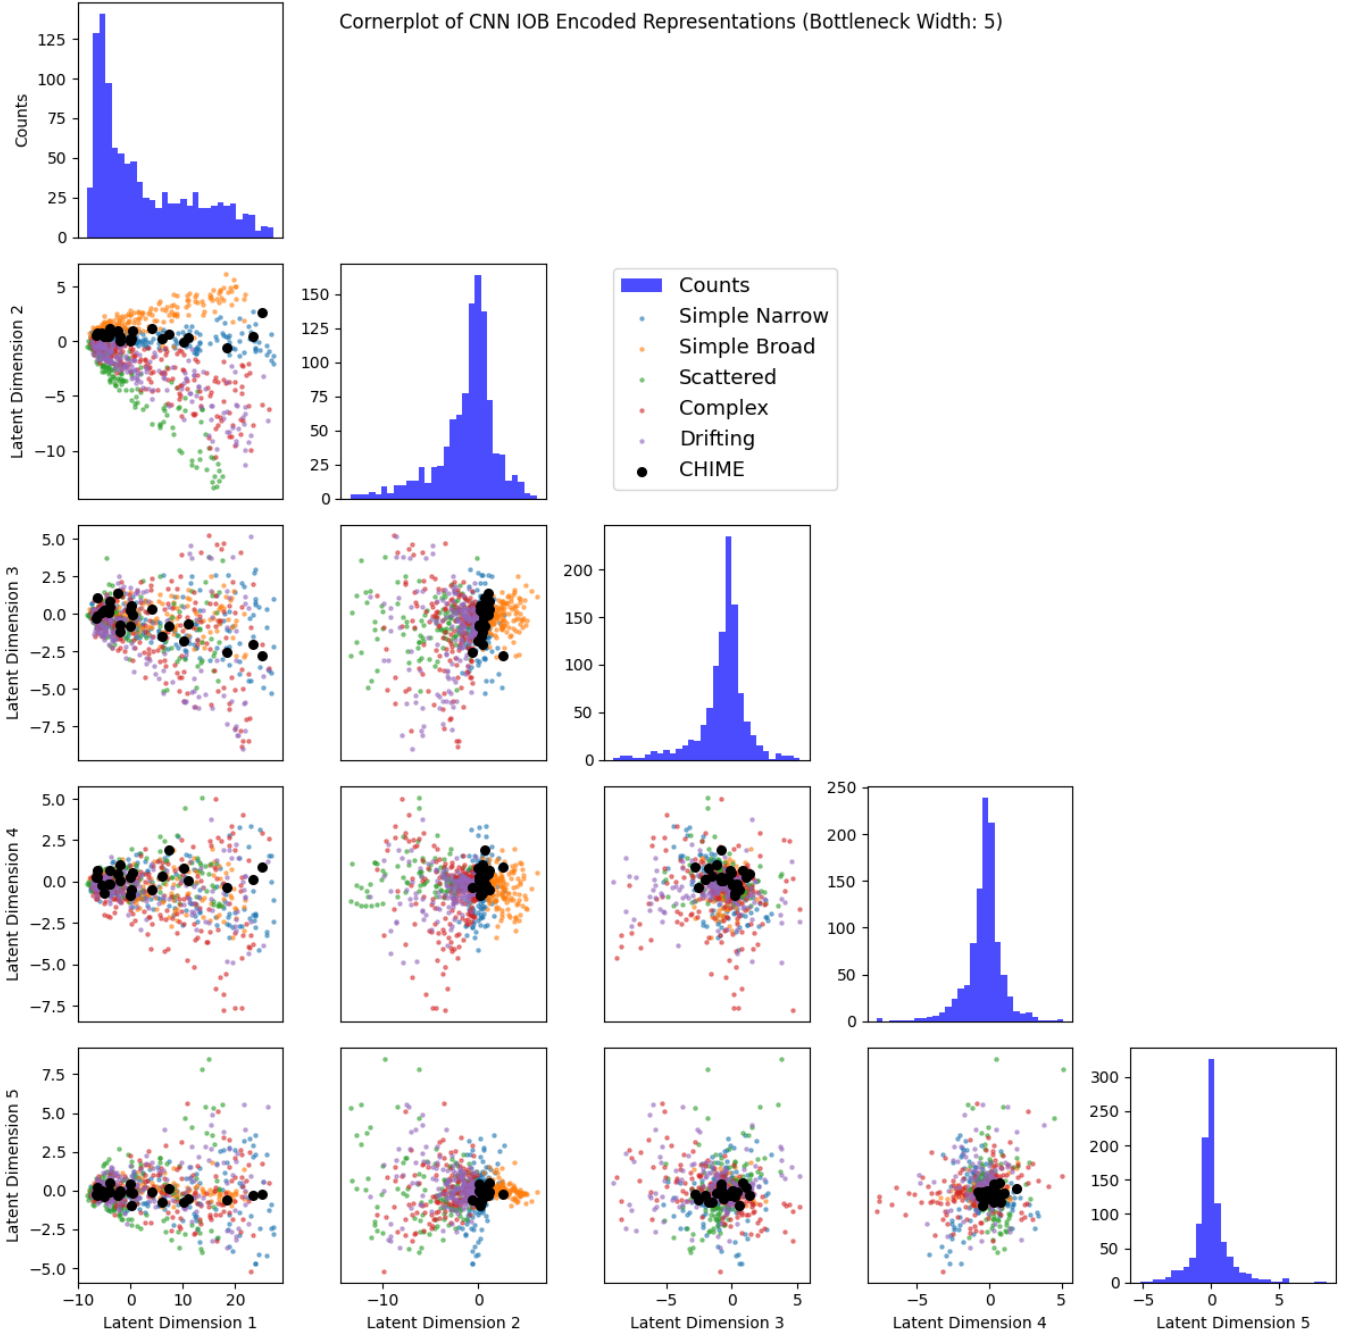 Cornerplot of CNN IOB Encoded Representations (Bottleneck Width: 5)
125
100
75
50
25
0
Counts
5
0
−5
−10
Latent Dimension 2
150
125
100
75
50
25
0
Counts
Simple Narrow
Simple Broad
Scattered
Complex
Drifting
CHIME
5.0
2.5
0.0
−2.5
−5.0
−7.5
Latent Dimension 3
200
150
100
50
0
5.0
2.5
0.0
−2.5
−5.0
−7.5
Latent Dimension 4
250
200
150
100
50
0
7.5
5.0
2.5
0.0
−2.5
−5.0
Latent Dimension 5
300
250
200
150
100
50
0
−10 0 10 20
−10 0
−5 0 5
−5 0 5
−5 0 5
Latent Dimension 1
Latent Dimension 2
Latent Dimension 3
Latent Dimension 4
Latent Dimension 5